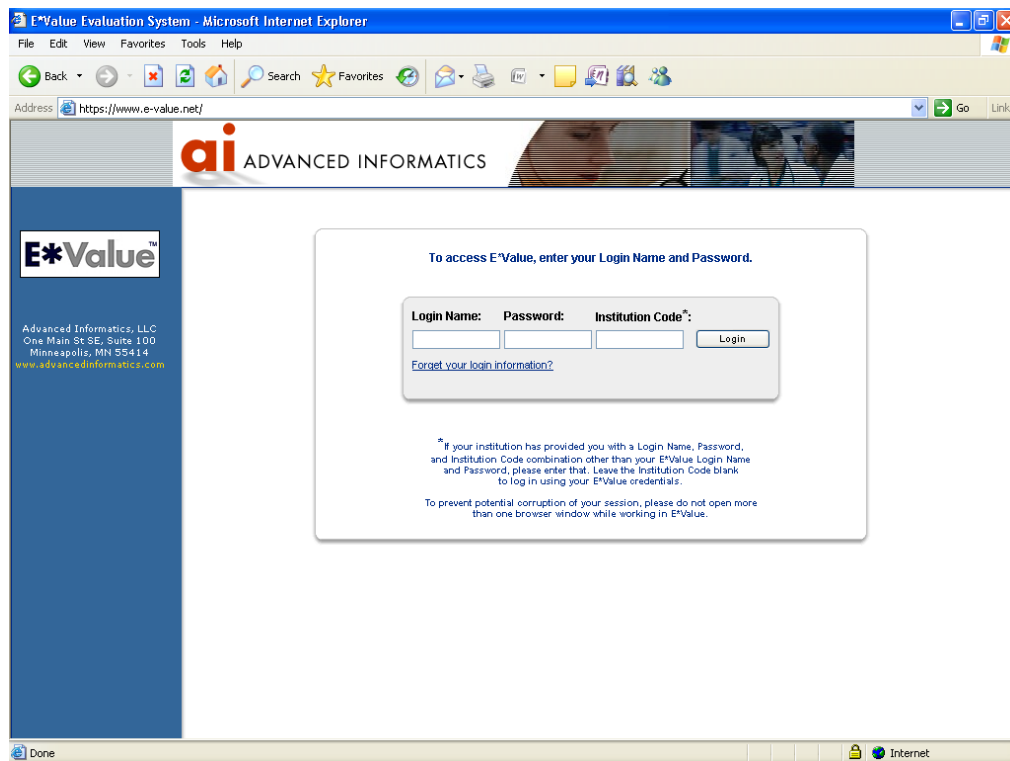 E*Value Evaluation System - Microsoft Internet Explorer
File Edit View Favorites Tools Help
Back Search Favorites
Address https://www.e-value.net/ Go Link
ai ADVANCED INFORMATICS
E*Value™
Advanced Informatics, LLC
One Main St SE, Suite 100
Minneapolis, MN 55414
www.advancedinformatics.com
To access E*Value, enter your Login Name and Password.
Login Name: Password: Institution Code*:
Login
Forget your login information?
*If your institution has provided you with a Login Name, Password,
and Institution Code combination other than your E*Value Login Name
and Password, please enter that. Leave the Institution Code blank
to log in using your E*Value credentials.
To prevent potential corruption of your session, please do not open more
than one browser window while working in E*Value.
Done Internet